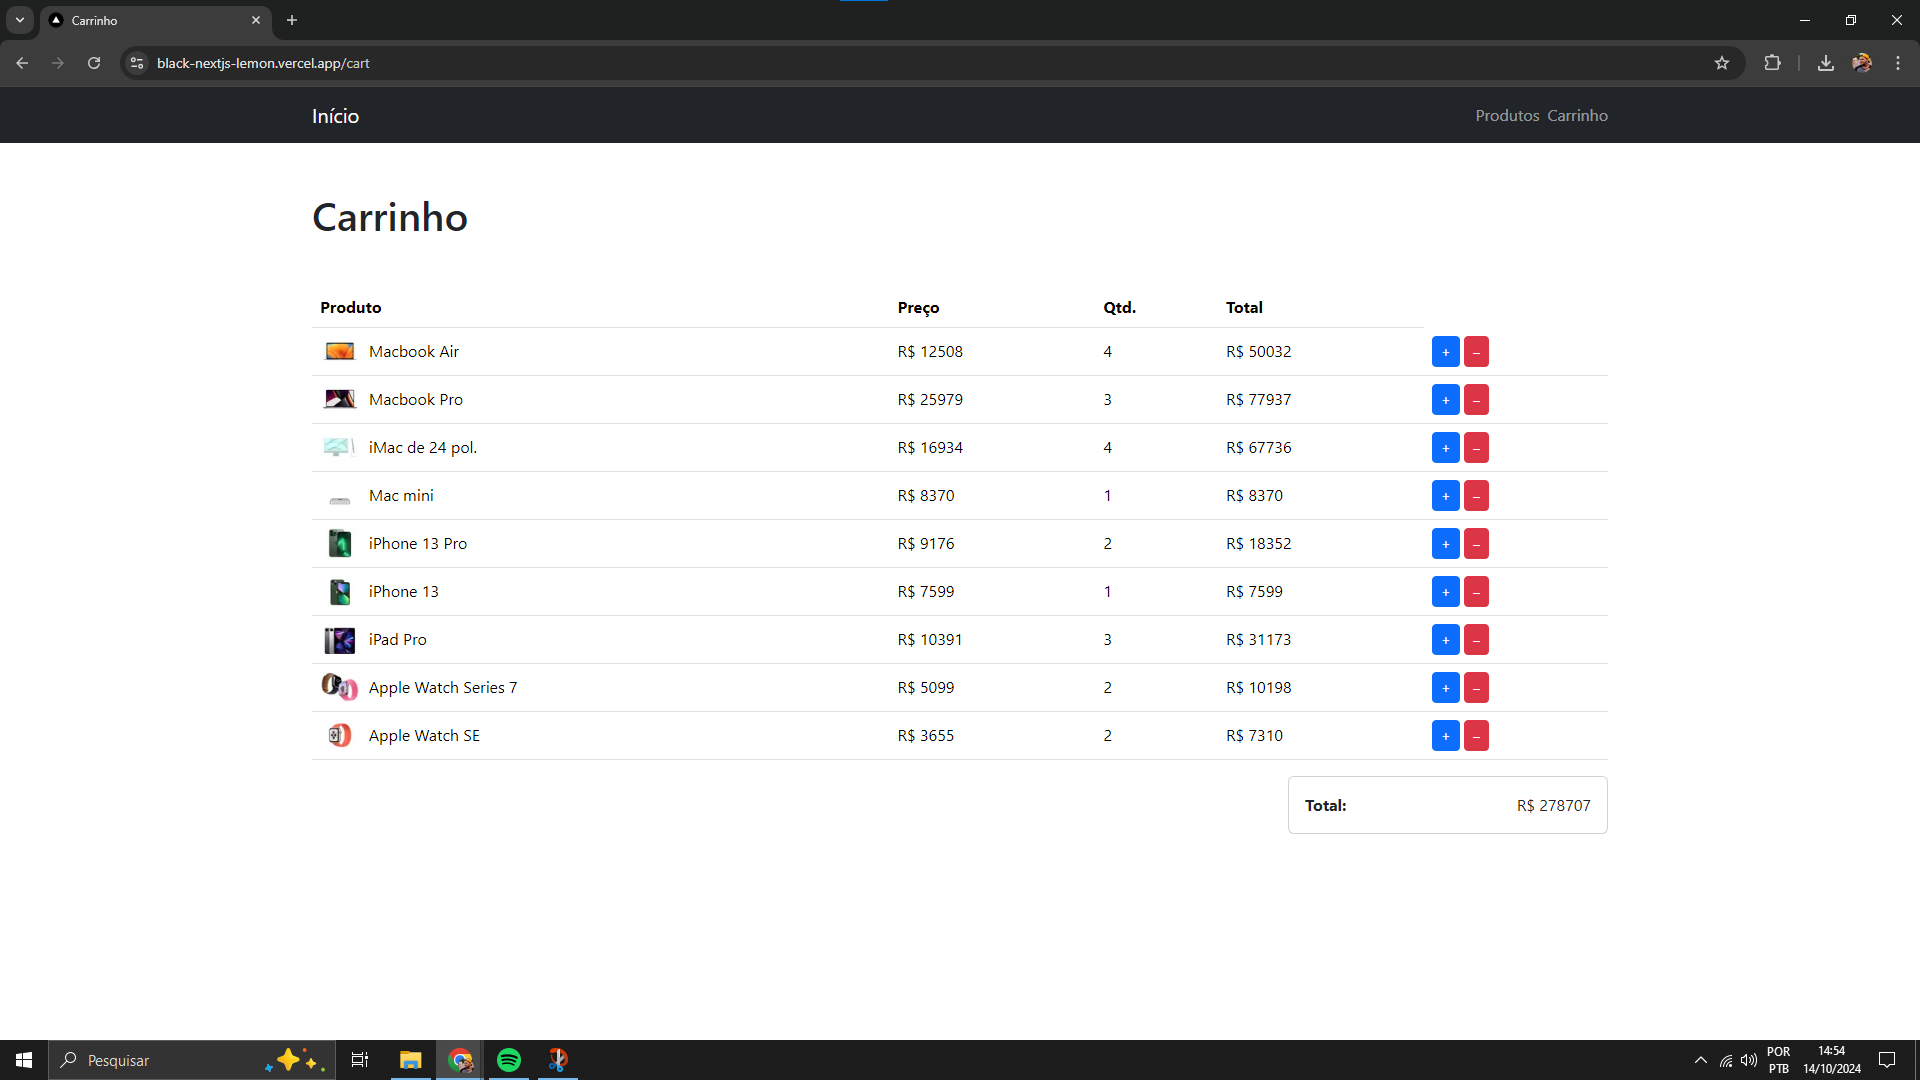 Carrinho
black-nextjs-lemon.vercel.app/cart
Início Produtos Carrinho
Carrinho
Produto Preço Qtd. Total
Macbook Air R$ 12508 4 R$ 50032 + –
Macbook Pro R$ 25979 3 R$ 77937 + –
iMac de 24 pol. R$ 16934 4 R$ 67736 + –
Mac mini R$ 8370 1 R$ 8370 + –
iPhone 13 Pro R$ 9176 2 R$ 18352 + –
iPhone 13 R$ 7599 1 R$ 7599 + –
iPad Pro R$ 10391 3 R$ 31173 + –
Apple Watch Series 7 R$ 5099 2 R$ 10198 + –
Apple Watch SE R$ 3655 2 R$ 7310 + –
Total: R$ 278707
Pesquisar
POR 14:54
PTB 14/10/2024